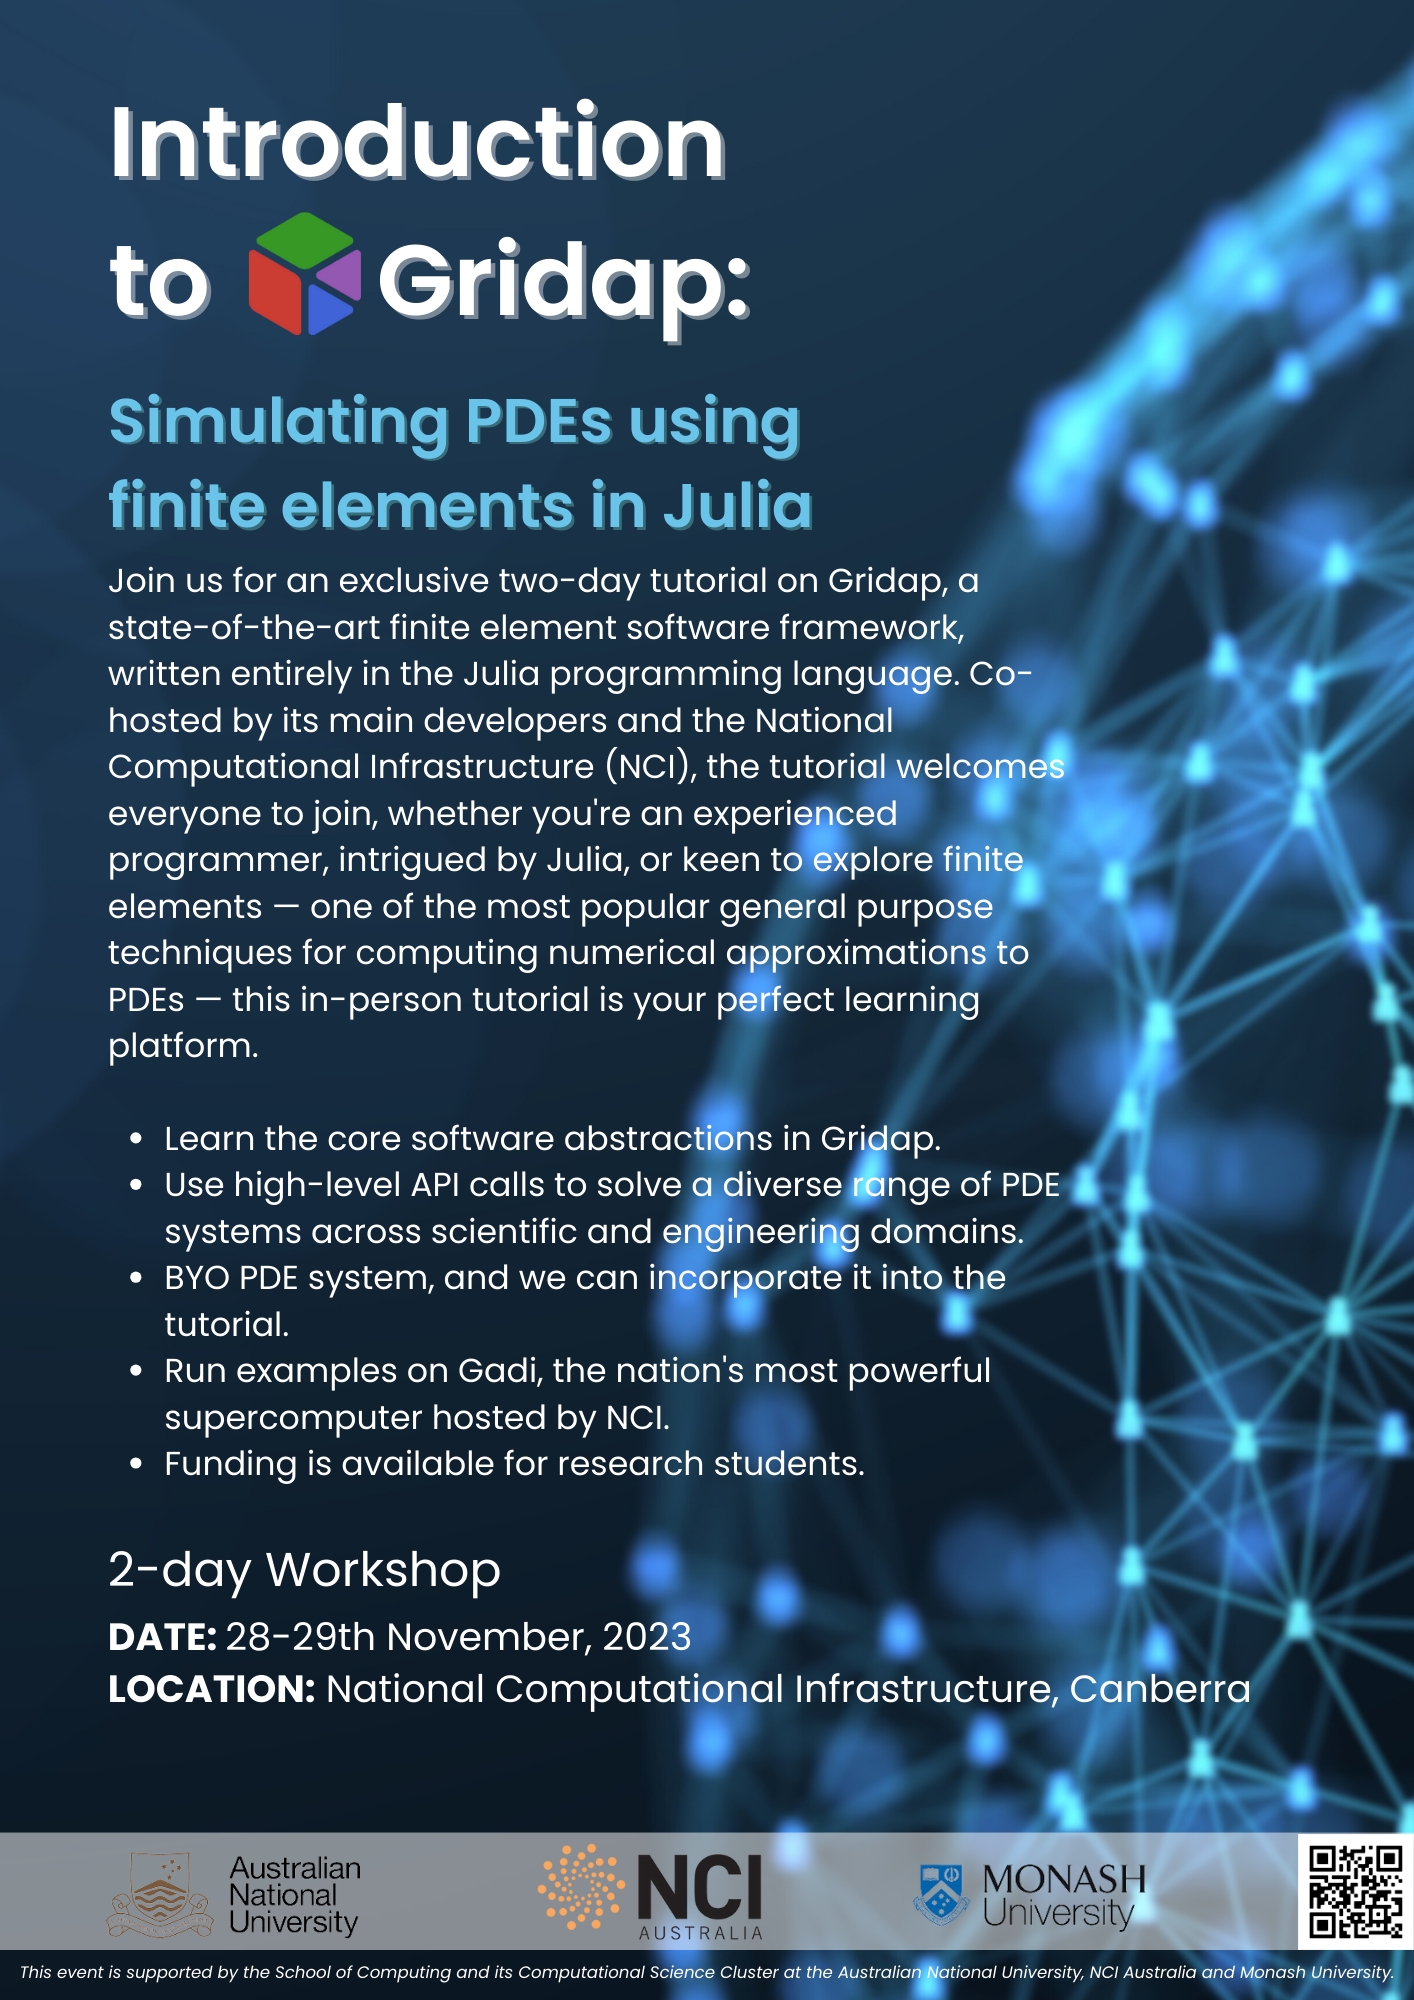 Introduction
to Gridap:
Simulating PDEs using
finite elements in Julia
Join us for an exclusive two-day tutorial on Gridap, a
state-of-the-art finite element software framework,
written entirely in the Julia programming language. Co-
hosted by its main developers and the National
Computational Infrastructure (NCI), the tutorial welcomes
everyone to join, whether you're an experienced
programmer, intrigued by Julia, or keen to explore finite
elements — one of the most popular general purpose
techniques for computing numerical approximations to
PDEs — this in-person tutorial is your perfect learning
platform.
• Learn the core software abstractions in Gridap.
• Use high-level API calls to solve a diverse range of PDE
systems across scientific and engineering domains.
• BYO PDE system, and we can incorporate it into the
tutorial.
• Run examples on Gadi, the nation's most powerful
supercomputer hosted by NCI.
• Funding is available for research students.
2-day Workshop
DATE: 28-29th November, 2023
LOCATION: National Computational Infrastructure, Canberra
Australian
National
University
NCI
AUSTRALIA
MONASH
University
This event is supported by the School of Computing and its Computational Science Cluster at the Australian National University, NCI Australia and Monash University.